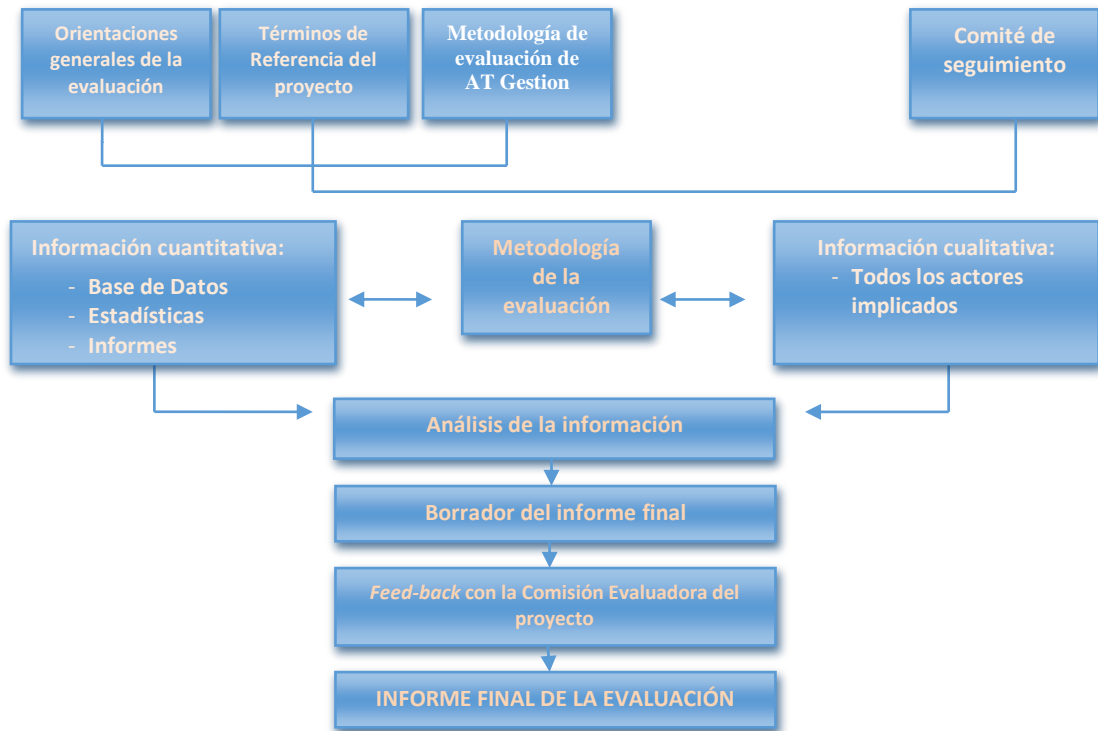 Orientaciones
generales de la
evaluación
Términos de
Referencia del
proyecto
Metodología de
evaluación de
AT Gestion
Comité de
seguimiento
Información cuantitativa:
- Base de Datos
- Estadísticas
- Informes
Metodología
de la
evaluación
Información cualitativa:
- Todos los actores
implicados
Análisis de la información
Borrador del informe final
Feed-back con la Comisión Evaluadora del
proyecto
INFORME FINAL DE LA EVALUACIÓN